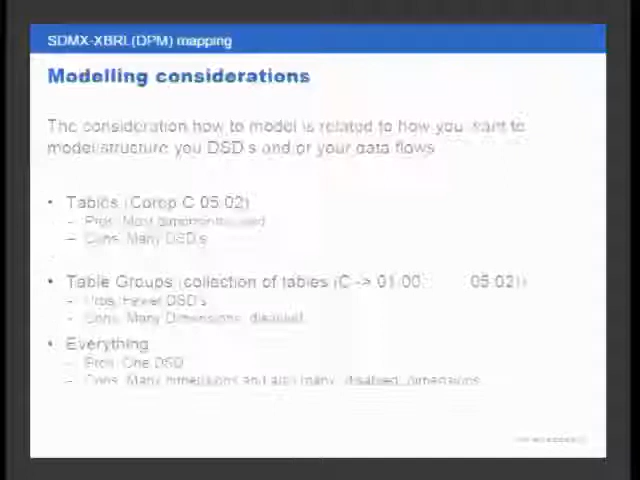 SDMX-XBRL(DPM) mapping
Modelling considerations
The consideration how to model is related to how you want to
model/structure you DSD's and or your data flows
• Tables (Corep C 05.02)
– Pros: Most dimensions used
– Cons: Many DSD's
• Table Groups (collection of tables (C -> 01.00 05.02))
– Pros: Fewer DSD's
– Cons: Many Dimensions disabled
• Everything
– Pros: One DSD
– Cons: Many dimensions and also many disabled dimensions